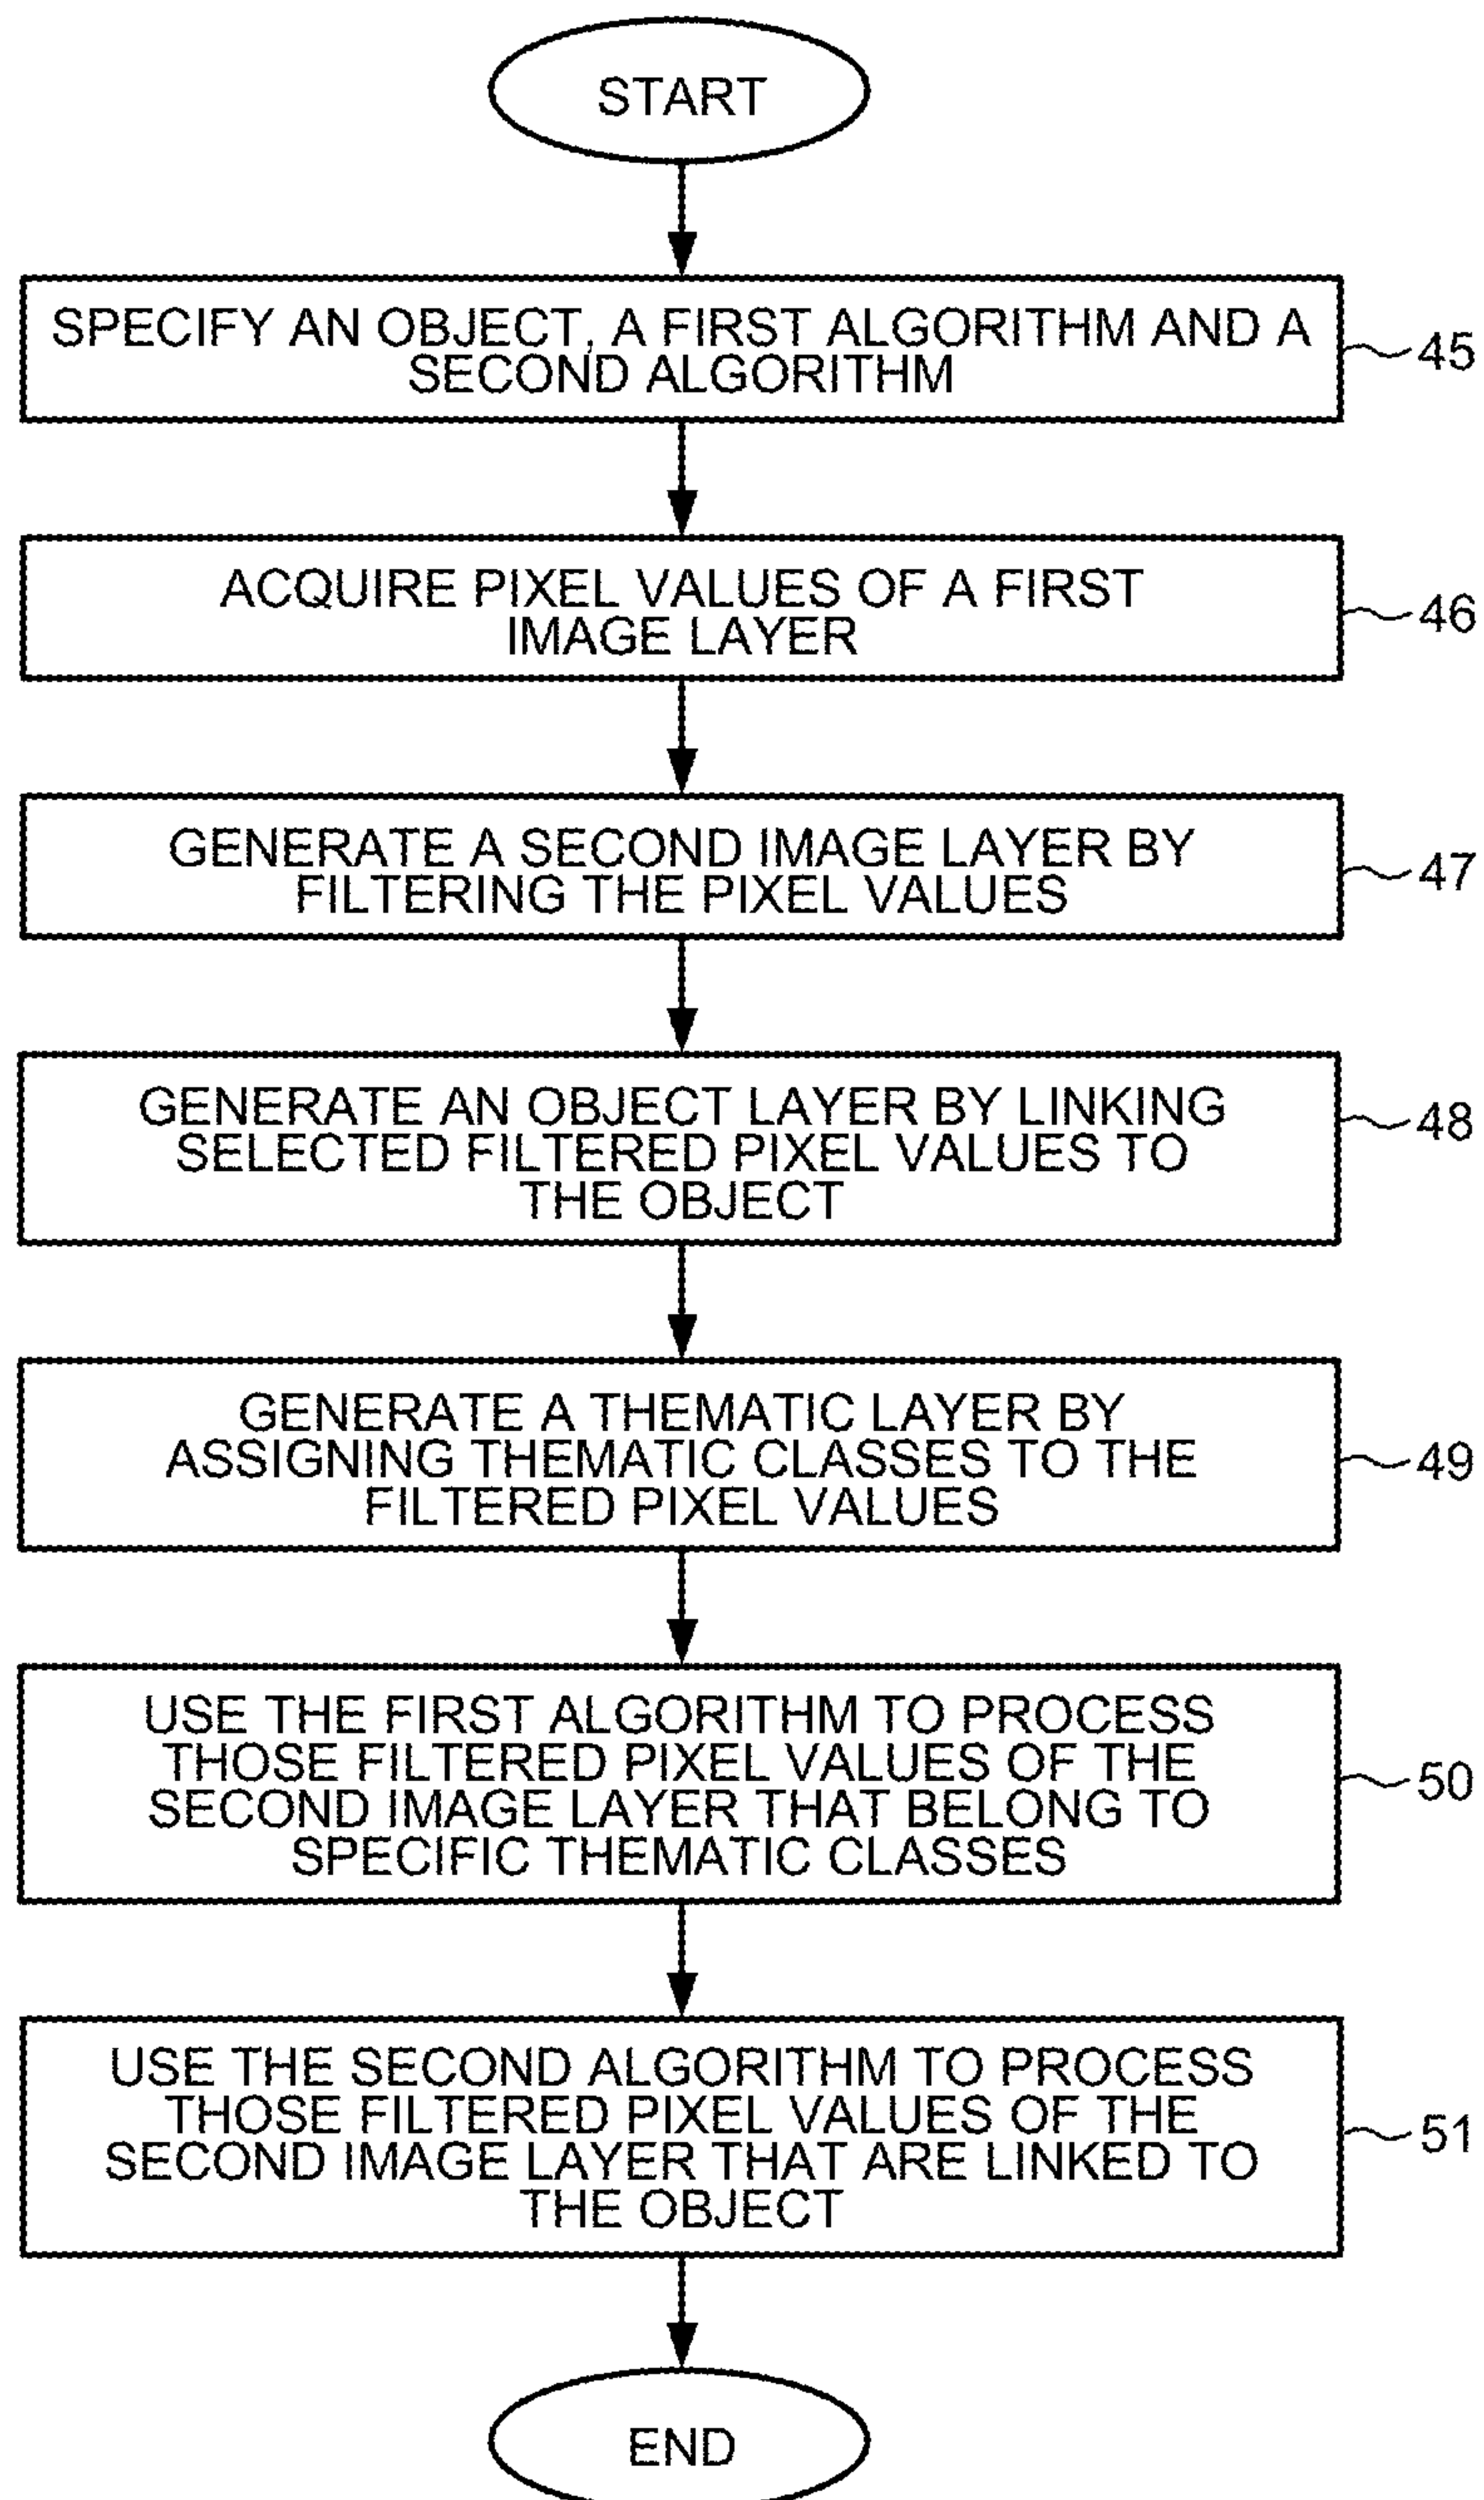 START
SPECIFY AN OBJECT, A FIRST ALGORITHM AND A
SECOND ALGORITHM
45
ACQUIRE PIXEL VALUES OF A FIRST
IMAGE LAYER
46
GENERATE A SECOND IMAGE LAYER BY
FILTERING THE PIXEL VALUES
47
GENERATE AN OBJECT LAYER BY LINKING
SELECTED FILTERED PIXEL VALUES TO
THE OBJECT
48
GENERATE A THEMATIC LAYER BY
ASSIGNING THEMATIC CLASSES TO THE
FILTERED PIXEL VALUES
49
USE THE FIRST ALGORITHM TO PROCESS
THOSE FILTERED PIXEL VALUES OF THE
SECOND IMAGE LAYER THAT BELONG TO
SPECIFIC THEMATIC CLASSES
50
USE THE SECOND ALGORITHM TO PROCESS
THOSE FILTERED PIXEL VALUES OF THE
SECOND IMAGE LAYER THAT ARE LINKED TO
THE OBJECT
51
END